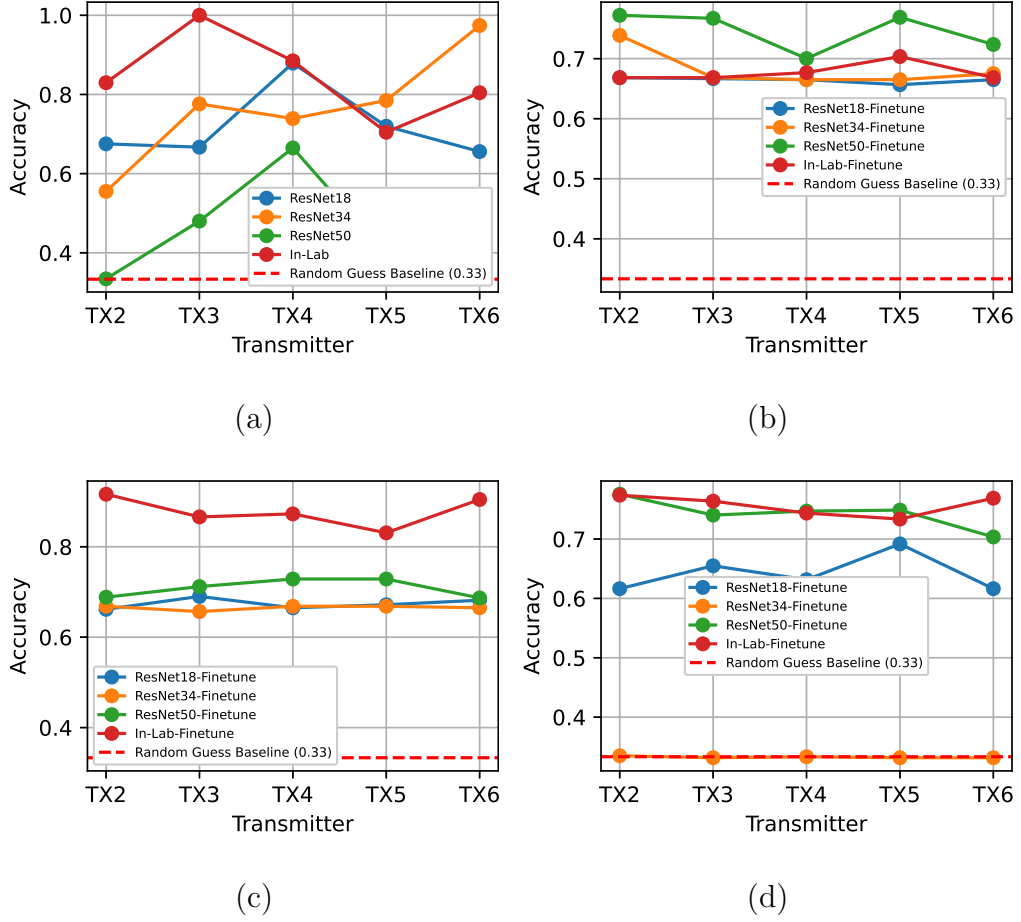 1.0
0.8
0.6
0.4
Accuracy
ResNet18
ResNet34
ResNet50
In-Lab
Random Guess Baseline (0.33)
TX2 TX3 TX4 TX5 TX6
Transmitter
(a)
0.7
0.6
0.5
0.4
Accuracy
ResNet18-Finetune
ResNet34-Finetune
ResNet50-Finetune
In-Lab-Finetune
Random Guess Baseline (0.33)
TX2 TX3 TX4 TX5 TX6
Transmitter
(b)
0.8
0.6
0.4
Accuracy
ResNet18-Finetune
ResNet34-Finetune
ResNet50-Finetune
In-Lab-Finetune
Random Guess Baseline (0.33)
TX2 TX3 TX4 TX5 TX6
Transmitter
(c)
0.7
0.6
0.5
0.4
Accuracy
ResNet18-Finetune
ResNet34-Finetune
ResNet50-Finetune
In-Lab-Finetune
Random Guess Baseline (0.33)
TX2 TX3 TX4 TX5 TX6
Transmitter
(d)